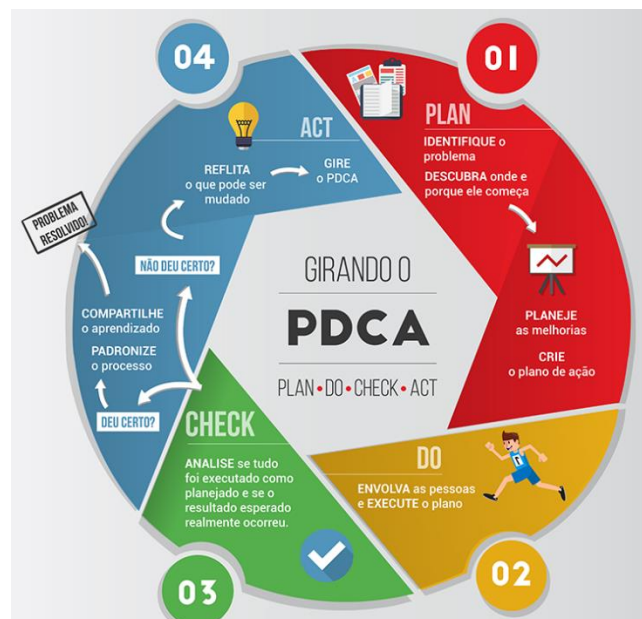 GIRANDO O
PDCA
PLAN • DO • CHECK • ACT
01
PLAN
IDENTIFIQUE o
problema
DESCUBRA onde e
porque ele começa
PLANEJE
as melhorias
CRIE
o plano de ação
02
DO
ENVOLVA as pessoas
e EXECUTE o plano
03
CHECK
ANALISE se tudo
foi executado como
planejado e se o
resultado esperado
realmente ocorreu.
04
ACT
NÃO DEU CERTO?
REFLITA
o que pode ser
mudado
GIRE
o PDCA
DEU CERTO?
PADRONIZE
o processo
COMPARTILHE
o aprendizado
PROBLEMA
RESOLVIDO!